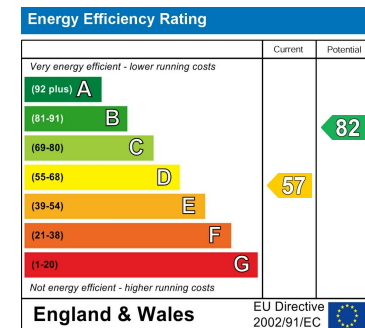 Energy Efficiency Rating
Current Potential
Very energy efficient - lower running costs
(92 plus) A
(81-91) B
(69-80) C
(55-68) D
(39-54) E
(21-38) F
(1-20) G
82
57
Not energy efficient - higher running costs
England & Wales
EU Directive
2002/91/EC